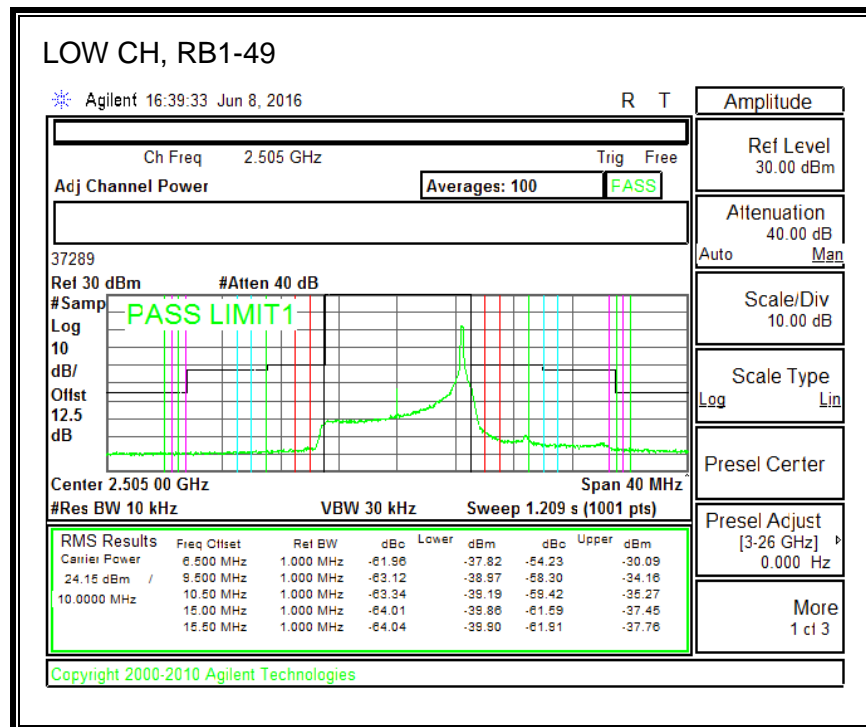 LOW CH, RB1-49
Agilent 16:39:33 Jun 8, 2016 R T
Ch Freq 2.505 GHz Trig Free
Adj Channel Power Averages: 100 PASS
37289
Ref 30 dBm #Atten 40 dB
#Samp
Log
10
dB/
Offst
12.5
dB
PASS LIMIT1
Center 2.505 00 GHz Span 40 MHz
#Res BW 10 kHz VBW 30 kHz Sweep 1.209 s (1001 pts)
RMS Results Freq Offset Ref BW dBc Lower dBm dBc Upper dBm
Carrier Power 6.500 MHz 1.000 MHz -61.96 -37.82 -54.23 -30.09
24.15 dBm / 9.500 MHz 1.000 MHz -63.12 -38.97 -58.30 -34.16
10.0000 MHz 10.50 MHz 1.000 MHz -63.34 -39.19 -59.42 -35.27
15.00 MHz 1.000 MHz -64.01 -39.86 -61.59 -37.45
15.50 MHz 1.000 MHz -64.04 -39.90 -61.91 -37.76
Copyright 2000-2010 Agilent Technologies
Amplitude
Ref Level
30.00 dBm
Attenuation
40.00 dB
Auto Man
Scale/Div
10.00 dB
Scale Type
Log Lin
Presel Center
Presel Adjust
[3-26 GHz]
0.000 Hz
More
1 of 3